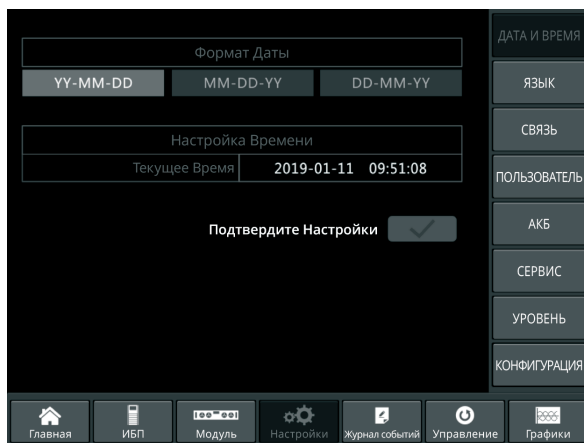 Формат Даты
YY-MM-DD MM-DD-YY DD-MM-YY
Настройка Времени
Текущее Время 2019-01-11 09:51:08
Подтвердите Настройки
ДАТА И ВРЕМЯ
ЯЗЫК
СВЯЗЬ
ПОЛЬЗОВАТЕЛЬ
АКБ
СЕРВИС
УРОВЕНЬ
КОНФИГУРАЦИЯ
Главная ИБП Модуль Настройки Журнал событий Управление Графики